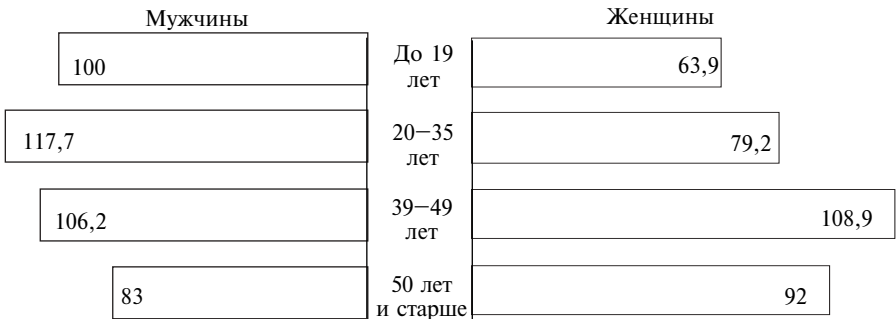 Мужчины Женщины
100 До 19 лет 63,9
117,7 20—35 лет 79,2
106,2 39—49 лет 108,9
83 50 лет и старше 92